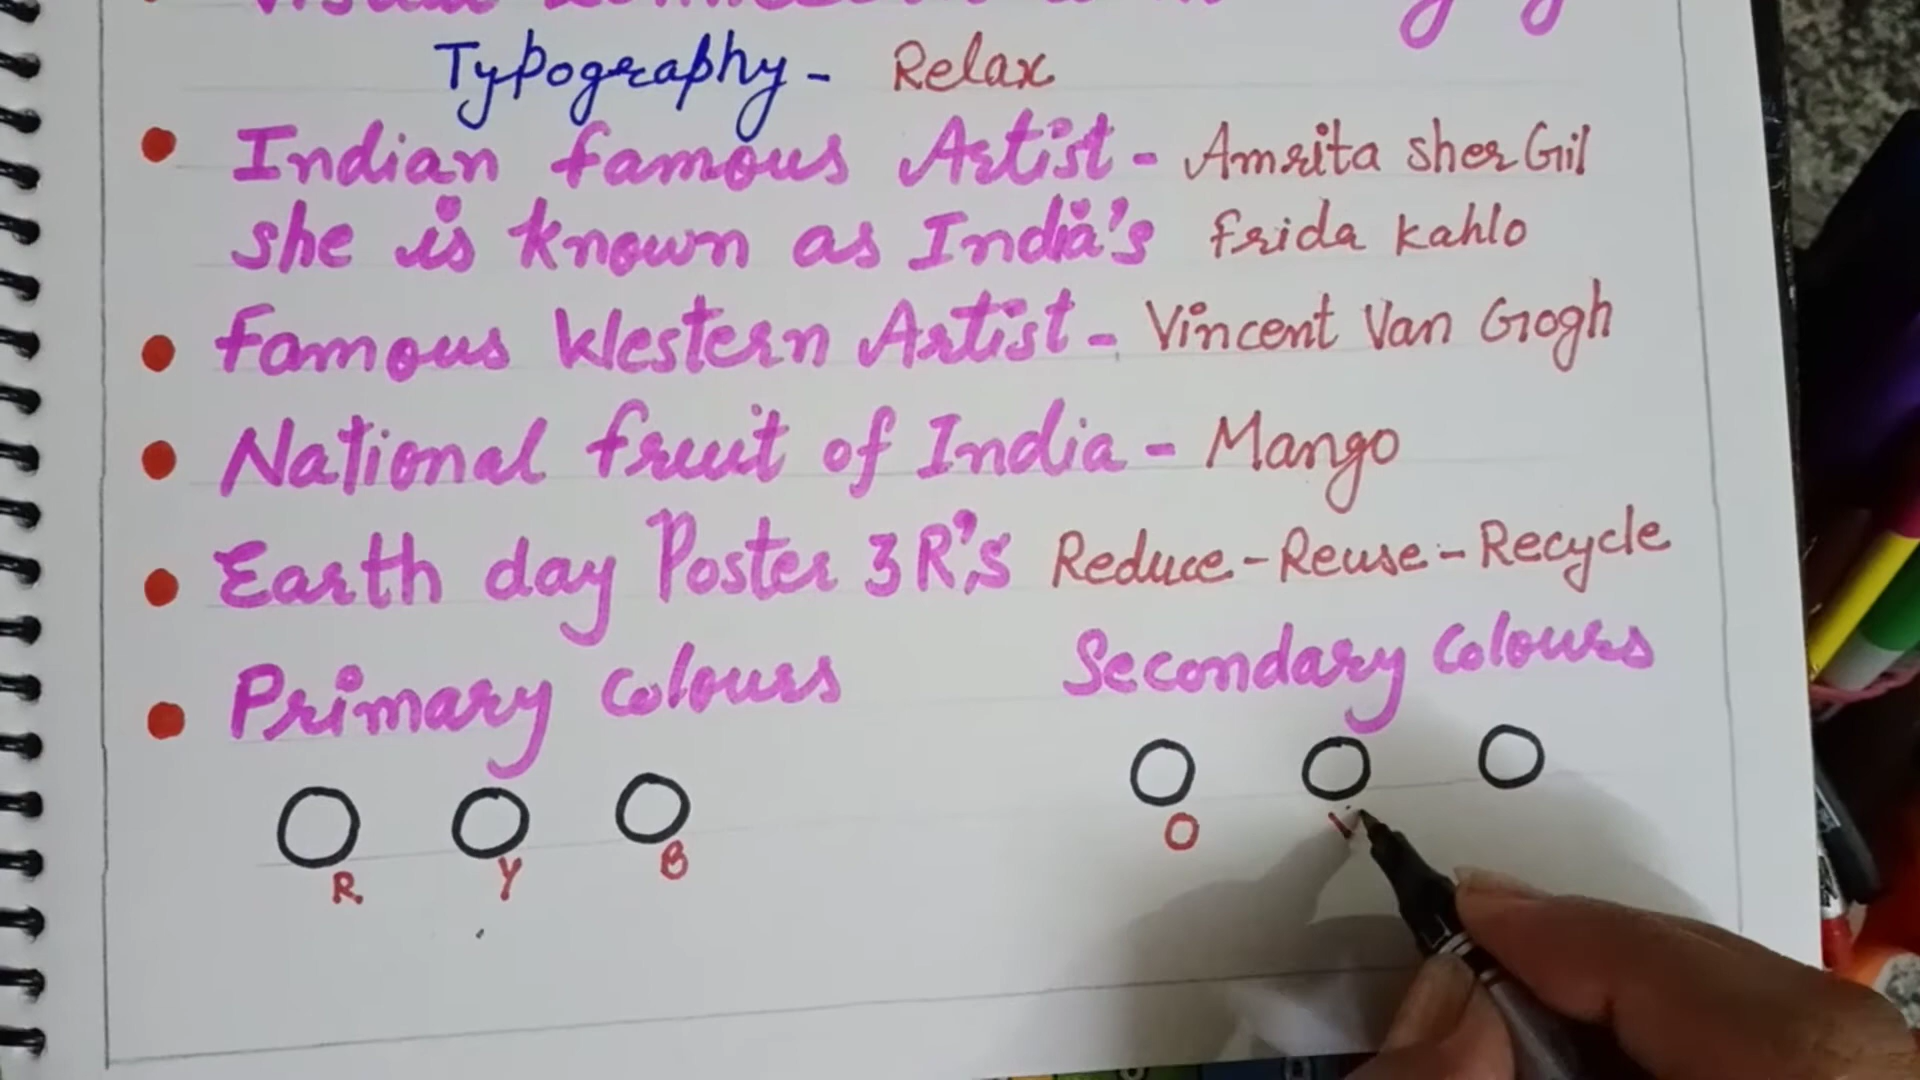 Typography - Relax
Indian famous Artist - Amrita sher Gil
she is known as India's frida kahlo
famous Western Artist - Vincent Van Gogh
National fruit of India - Mango
Earth day Poster 3R's Reduce - Reuse - Recycle
Primary colours Secondary colours
R Y B O